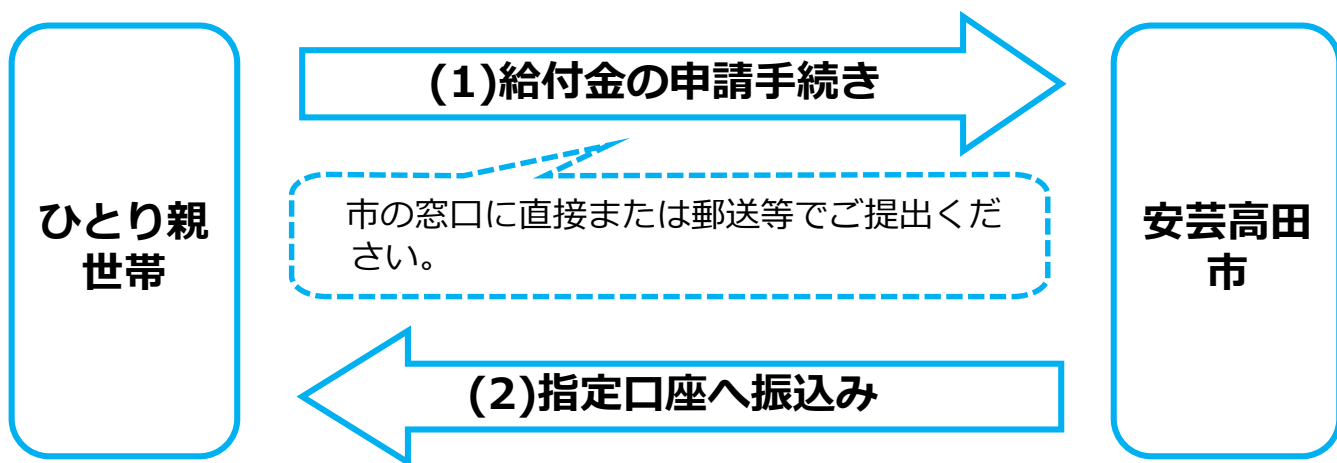 (1)給付金の申請手続き
ひとり親
世帯
市の窓口に直接または郵送等でご提出くだ
さい。
安芸高田
市
(2)指定口座へ振込み